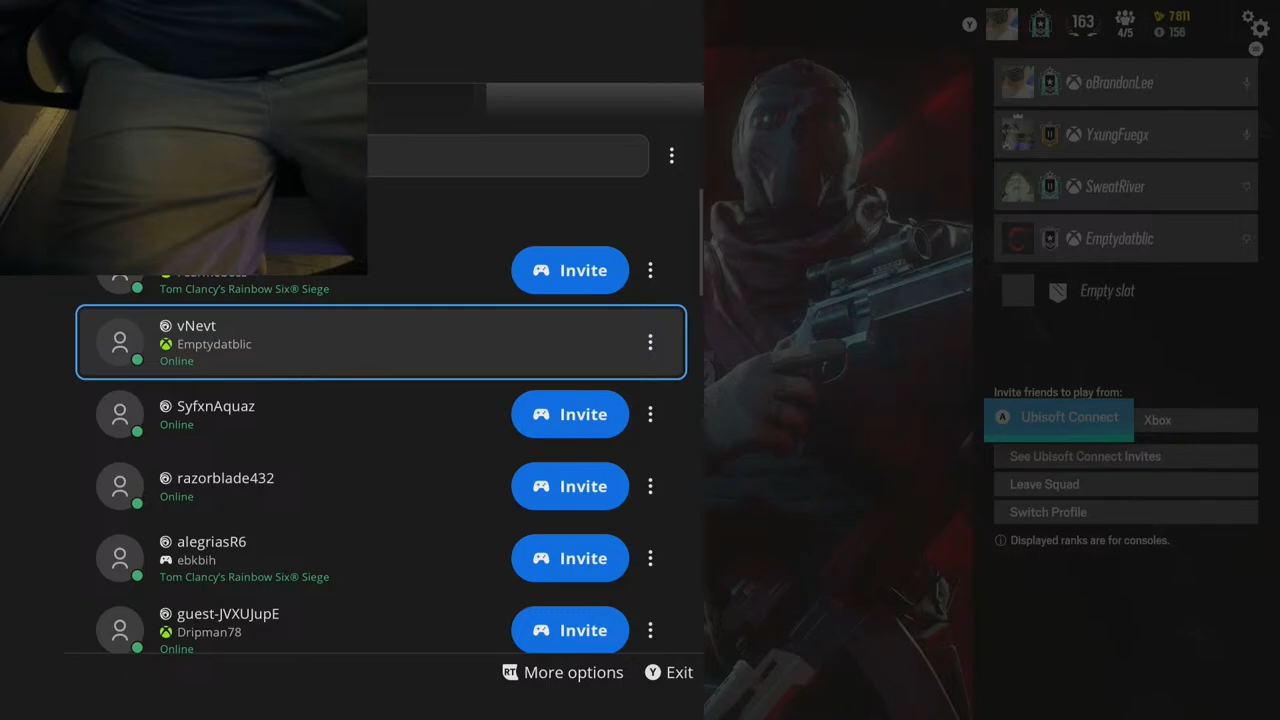 Invite
Tom Clancy's Rainbow Six® Siege
vNevt
Emptydatblic
Online
SyfxnAquaz
Online
Invite
razorblade432
Online
Invite
alegriasR6
ebkbih
Tom Clancy's Rainbow Six® Siege
Invite
guest-JVXUJupE
Dripman78
Online
Invite
RT More options
Y Exit
Y
163
4/5
7811
156
oBrandonLee
YxungFuegx
SweatRiver
Emptydatblic
Empty slot
Invite friends to play from:
A Ubisoft Connect
Xbox
See Ubisoft Connect Invites
Leave Squad
Switch Profile
Displayed ranks are for consoles.